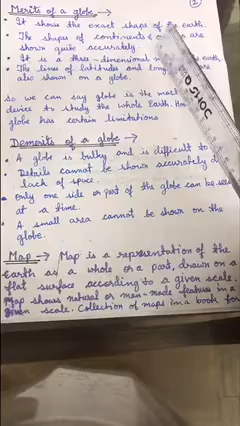 ②
Merits of a globe →
It shows the exact shape of the earth.
The shapes of continents & are
shown quite accurately
It is a three-dimensional earth,
The lines of latitudes and are
also shown on a globe.
So we can say globe is the most
device to study the whole Earth.
globe has certain limitations
Demerits of a globe →
A globe is bulky and is difficult to
Details cannot be shown accurately d
lack of space.
Only one side or part of the globe can be see
at a time.
A small area cannot be shown on the
globe.
Map → Map is a representation of the
Earth as a whole or a part, drawn on a
flat surface according to a given scale.
Map shows natural or man-made features in a
given scale. Collection of maps in a book for